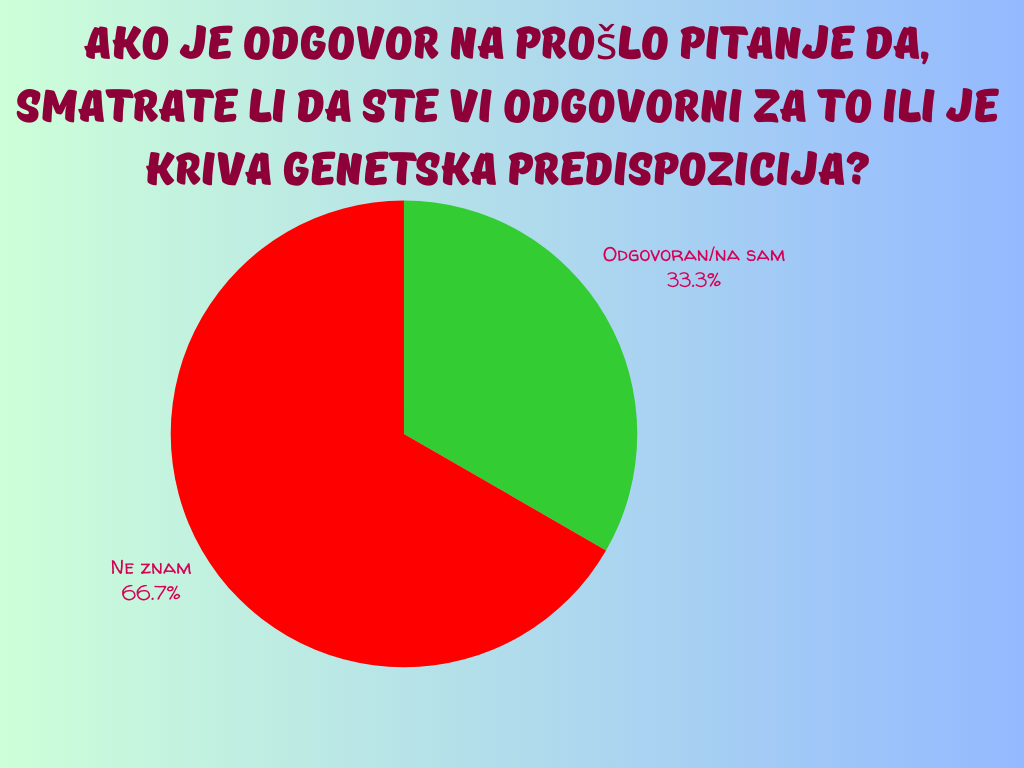 AKO JE ODGOVOR NA PROŠLO PITANJE DA,
SMATRATE LI DA STE VI ODGOVORNI ZA TO ILI JE
KRIVA GENETSKA PREDISPOZICIJA?
Odgovoran/na sam
33.3%
Ne znam
66.7%